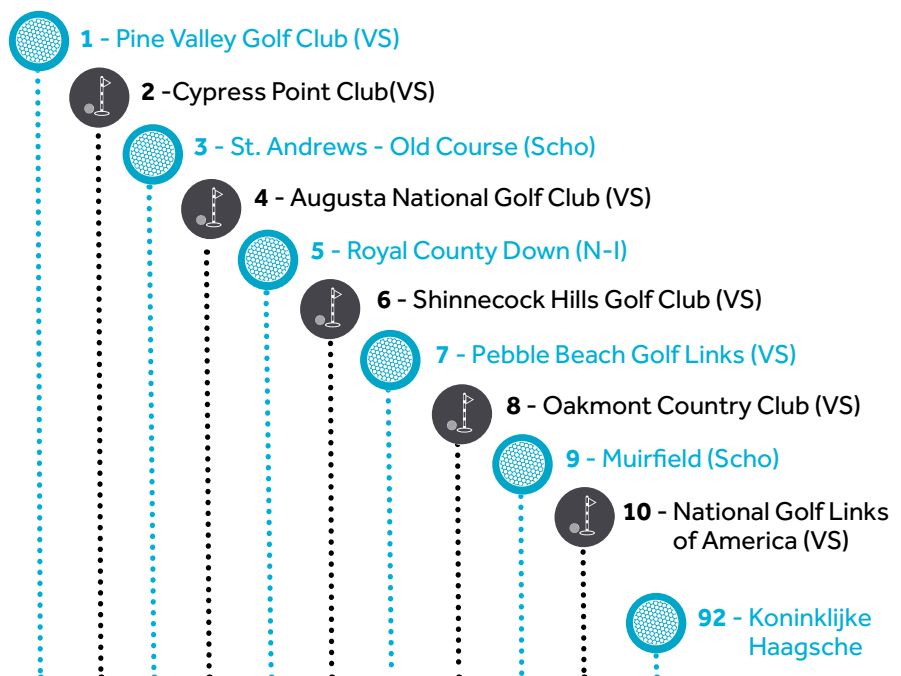 1 - Pine Valley Golf Club (VS)
2 -Cypress Point Club(VS)
3 - St. Andrews - Old Course (Scho)
4 - Augusta National Golf Club (VS)
5 - Royal County Down (N-I)
6 - Shinnecock Hills Golf Club (VS)
7 - Pebble Beach Golf Links (VS)
8 - Oakmont Country Club (VS)
9 - Muirfield (Scho)
10 - National Golf Links
of America (VS)
92 - Koninklijke
Haagsche